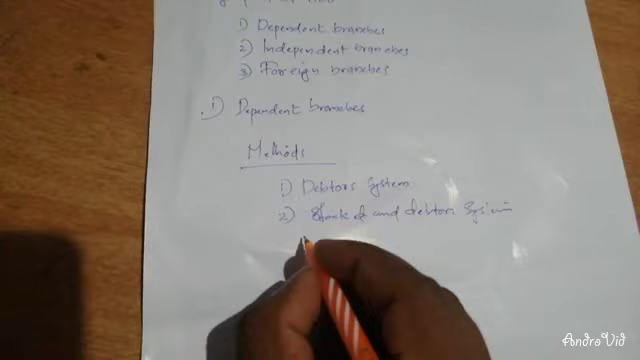 1) Dependent branches
2) Independent branches
3) Foreign branches
1) Dependent branches
Methods
1) Debtors System
2) Stock and debtors System
AndroVid